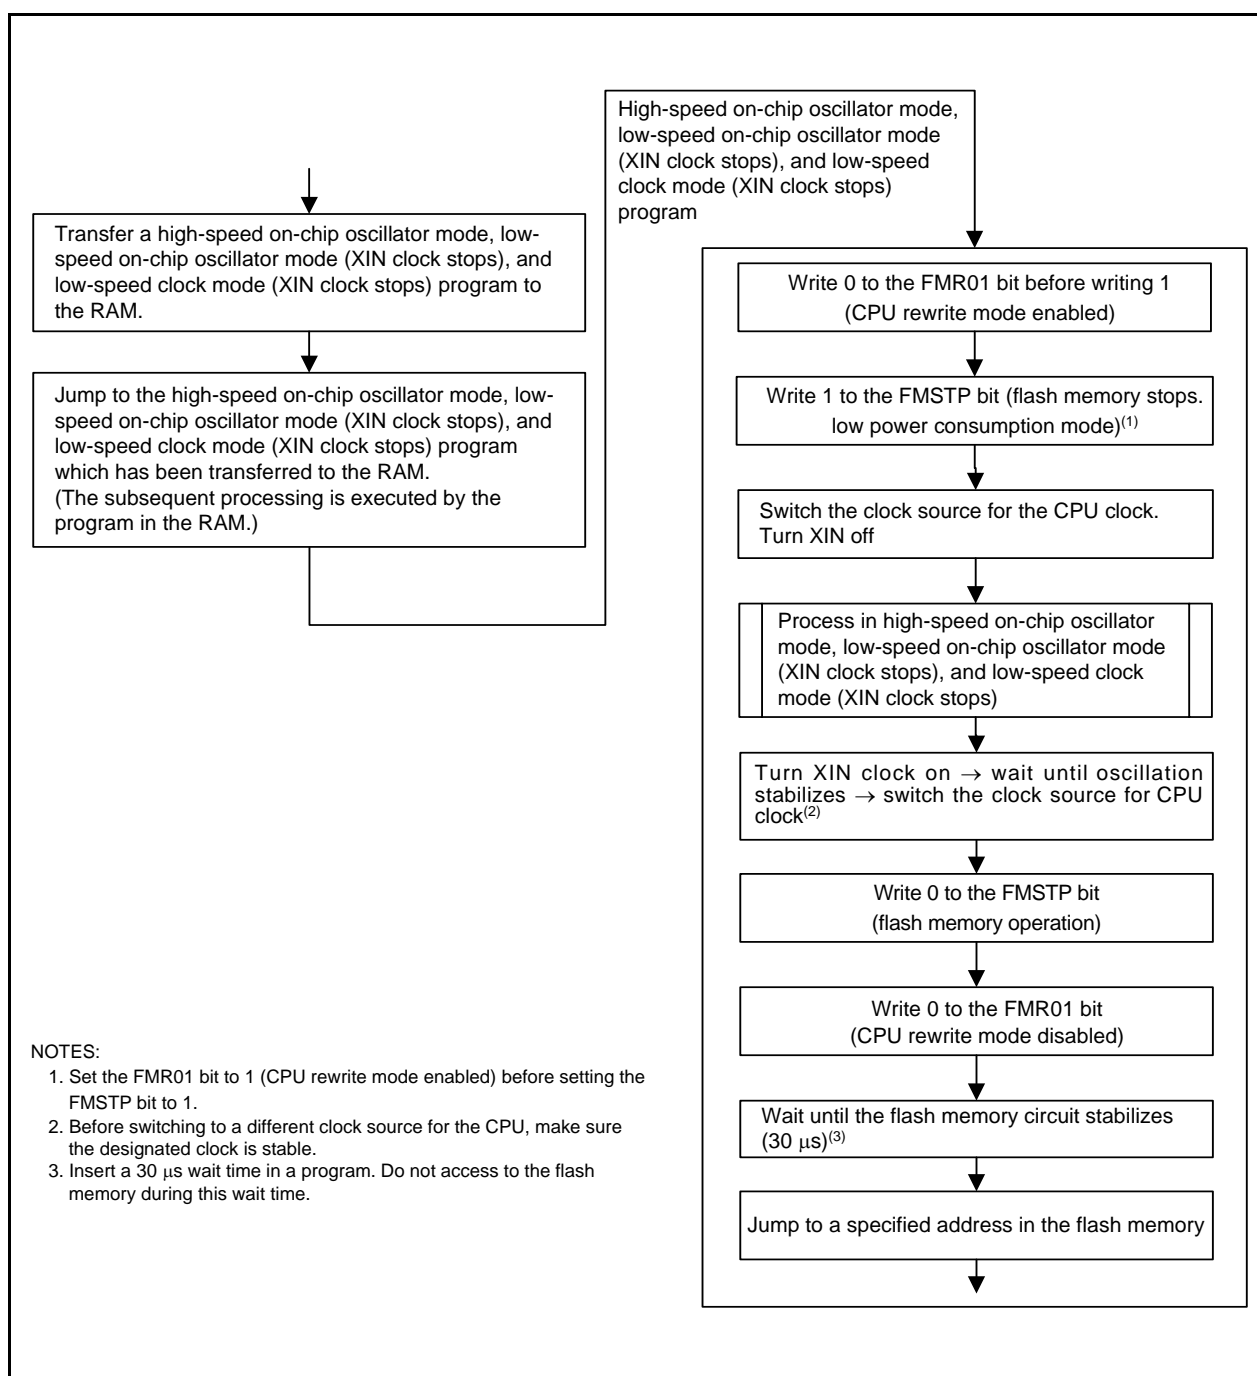 Transfer a high-speed on-chip oscillator mode, low-
speed on-chip oscillator mode (XIN clock stops), and
low-speed clock mode (XIN clock stops) program to
the RAM.
Jump to the high-speed on-chip oscillator mode, low-
speed on-chip oscillator mode (XIN clock stops), and
low-speed clock mode (XIN clock stops) program
which has been transferred to the RAM.
(The subsequent processing is executed by the
program in the RAM.)
High-speed on-chip oscillator mode,
low-speed on-chip oscillator mode
(XIN clock stops), and low-speed
clock mode (XIN clock stops)
program
Write 0 to the FMR01 bit before writing 1
(CPU rewrite mode enabled)
Write 1 to the FMSTP bit (flash memory stops.
low power consumption mode)(1)
Switch the clock source for the CPU clock.
Turn XIN off
Process in high-speed on-chip oscillator
mode, low-speed on-chip oscillator mode
(XIN clock stops), and low-speed clock
mode (XIN clock stops)
Turn XIN clock on → wait until oscillation
stabilizes → switch the clock source for CPU
clock(2)
Write 0 to the FMSTP bit
(flash memory operation)
Write 0 to the FMR01 bit
(CPU rewrite mode disabled)
Wait until the flash memory circuit stabilizes
(30 μs)(3)
Jump to a specified address in the flash memory
NOTES:
1. Set the FMR01 bit to 1 (CPU rewrite mode enabled) before setting the
FMSTP bit to 1.
2. Before switching to a different clock source for the CPU, make sure
the designated clock is stable.
3. Insert a 30 μs wait time in a program. Do not access to the flash
memory during this wait time.